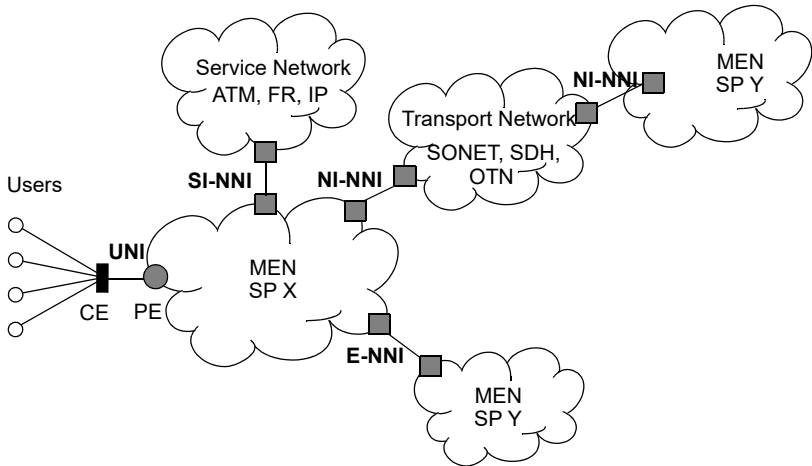 Service Network
ATM, FR, IP
NI-NNI
MEN
SP Y
Transport Network
SONET, SDH,
OTN
Users
SI-NNI
NI-NNI
UNI
MEN
SP X
CE
PE
E-NNI
MEN
SP Y